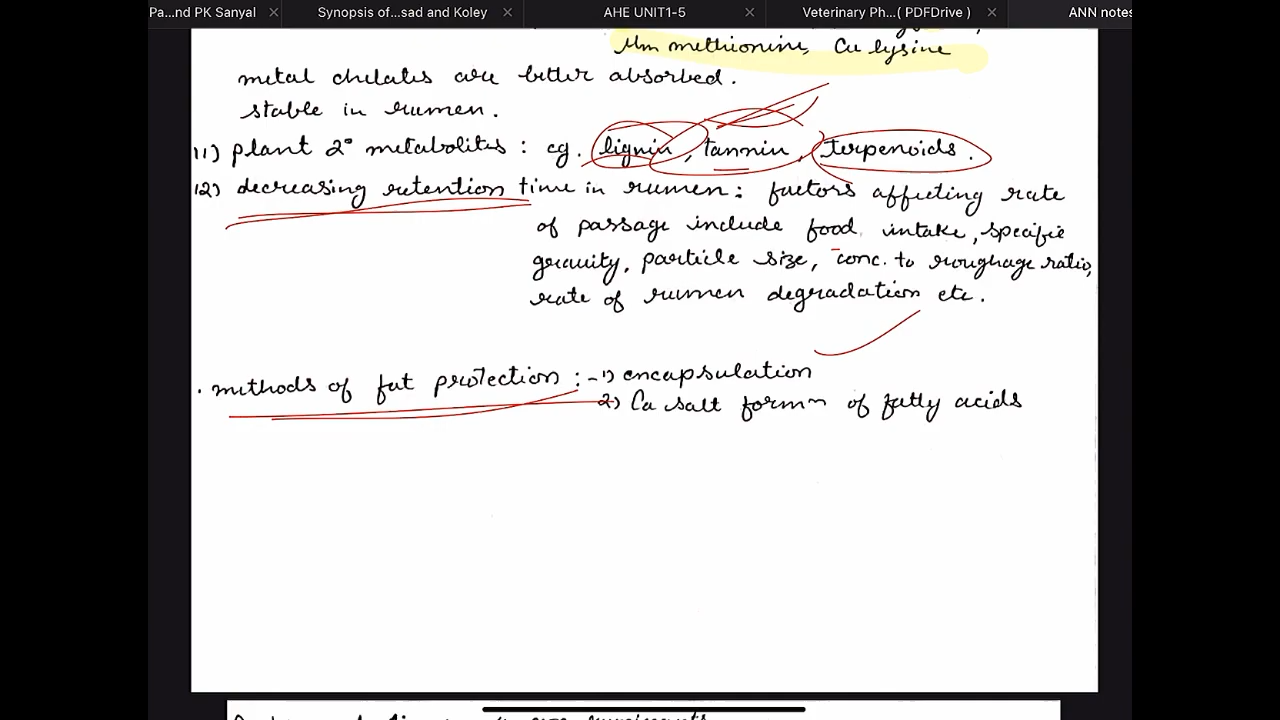 Pa...nd PK Sanyal
Synopsis of...sad and Koley
AHE UNIT1-5
Veterinary Ph...( PDFDrive )
ANN notes
Mn methionine, Cu lysine
metal chelates are better absorbed.
stable in rumen.
11) plant 2° metabolites : eg. lignin, tannin, terpenoids.
12) decreasing retention time in rumen : factors affecting rate
of passage include food intake, specific
gravity, particle size, conc. to roughage ratio,
rate of rumen degradation etc.
· methods of fat protection : -1) encapsulation
2) Ca salt formn of fatty acids